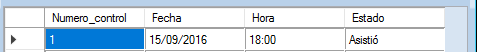 Numero_control Fecha Hora Estado
1 15/09/2016 18:00 Asistió